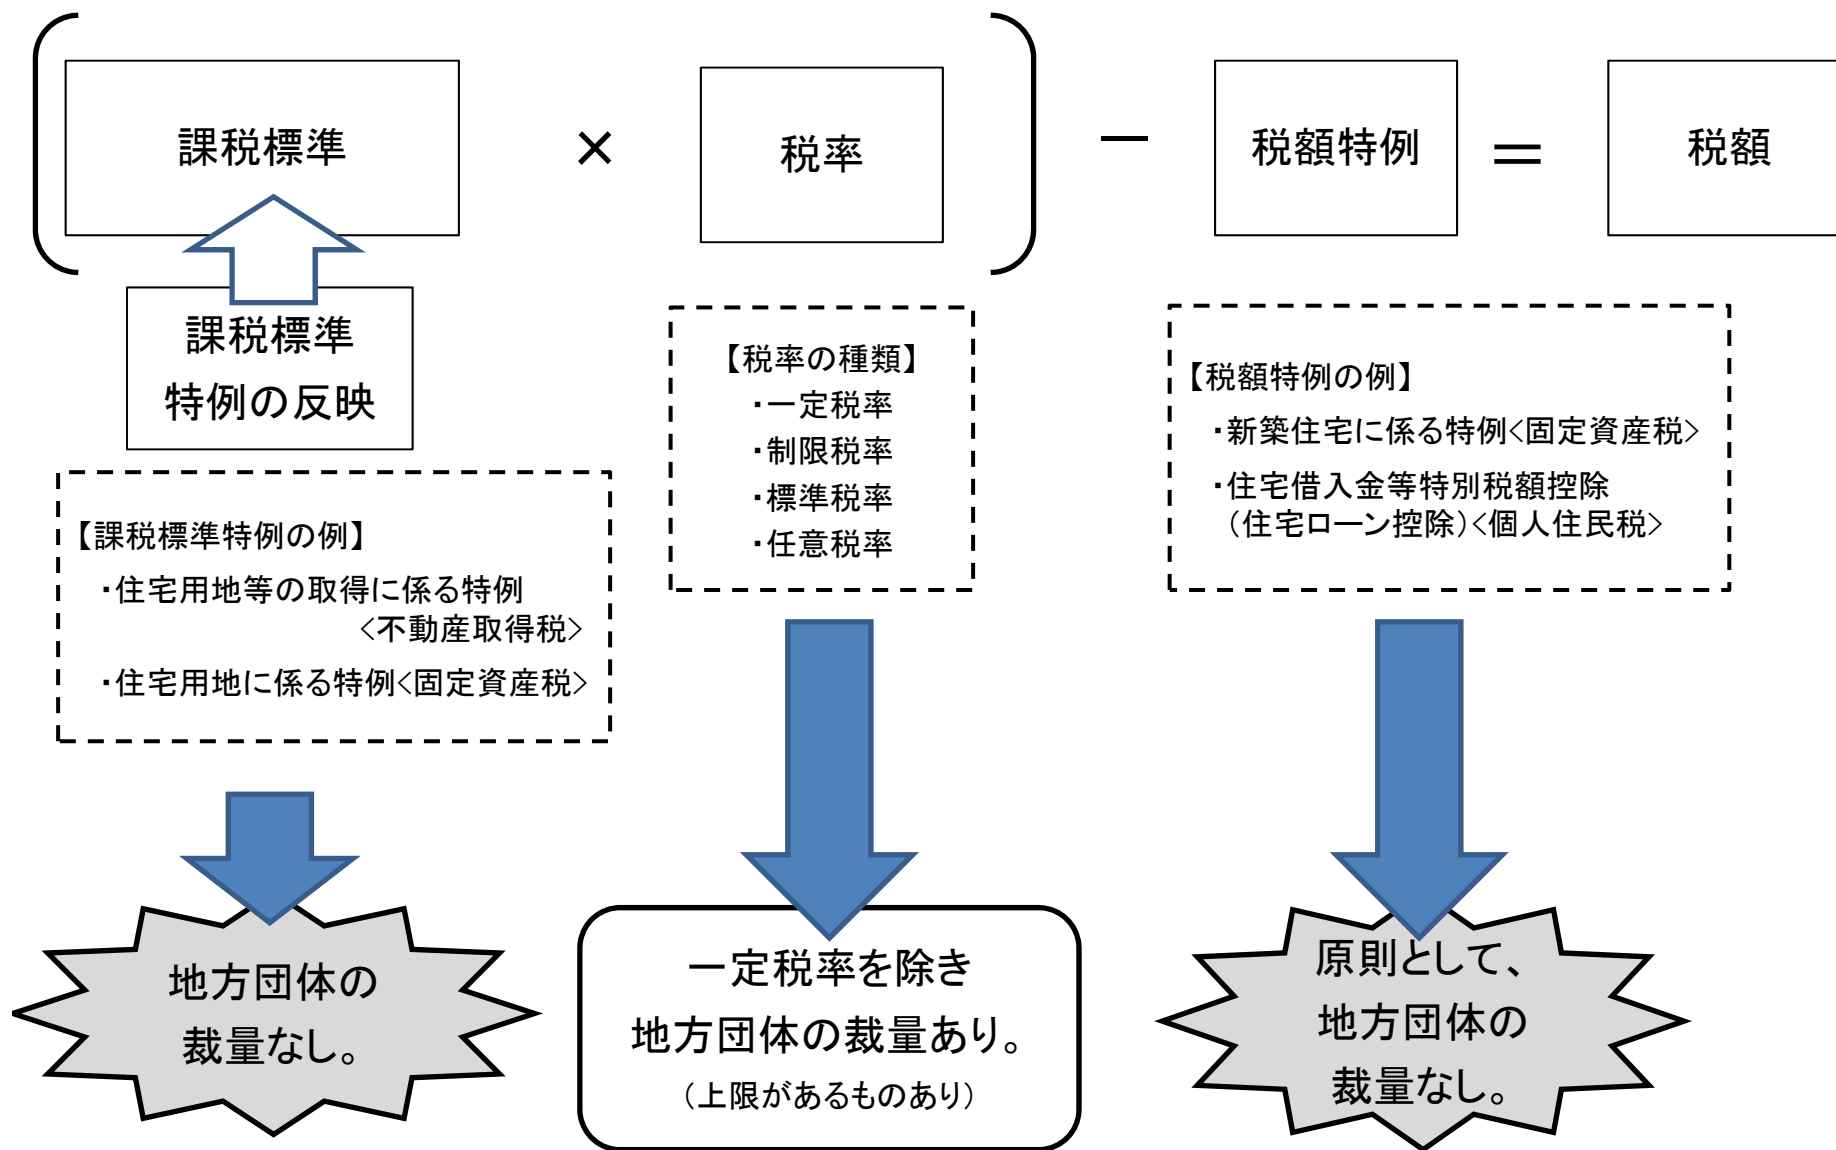 課税標準
×
税率
－
税額特例
＝
税額
課税標準
特例の反映
【課税標準特例の例】
・住宅用地等の取得に係る特例
<不動産取得税>
・住宅用地に係る特例<固定資産税>
【税率の種類】
・一定税率
・制限税率
・標準税率
・任意税率
【税額特例の例】
・新築住宅に係る特例<固定資産税>
・住宅借入金等特別税額控除
(住宅ローン控除)<個人住民税>
地方団体の
裁量なし。
一定税率を除き
地方団体の裁量あり。
(上限があるものあり)
原則として、
地方団体の
裁量なし。